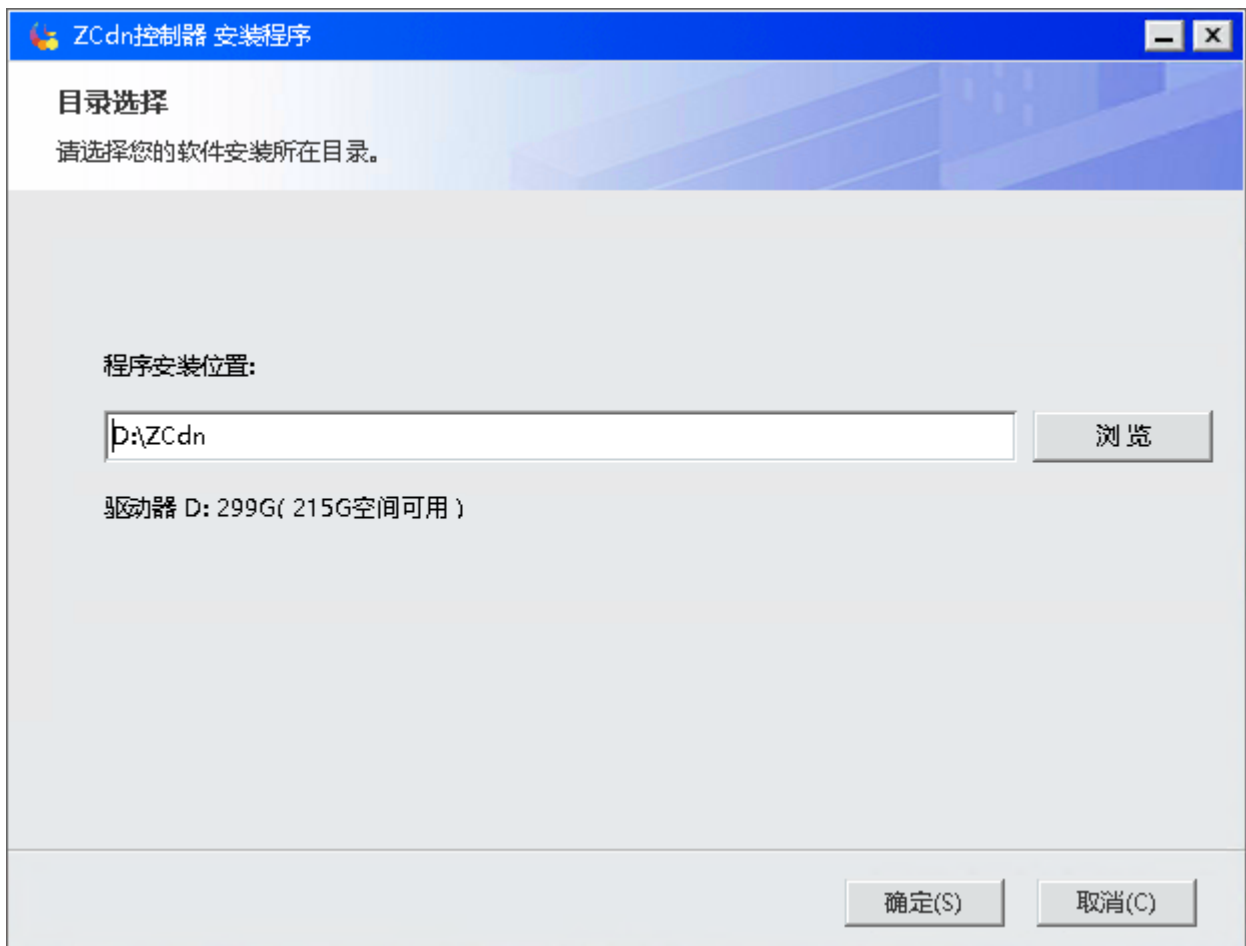 ZCdn控制器 安装程序
目录选择
请选择您的软件安装所在目录。
程序安装位置:
D:\ZCdn
浏 览
驱动器 D: 299G( 215G空间可用 )
确定(S)
取消(C)